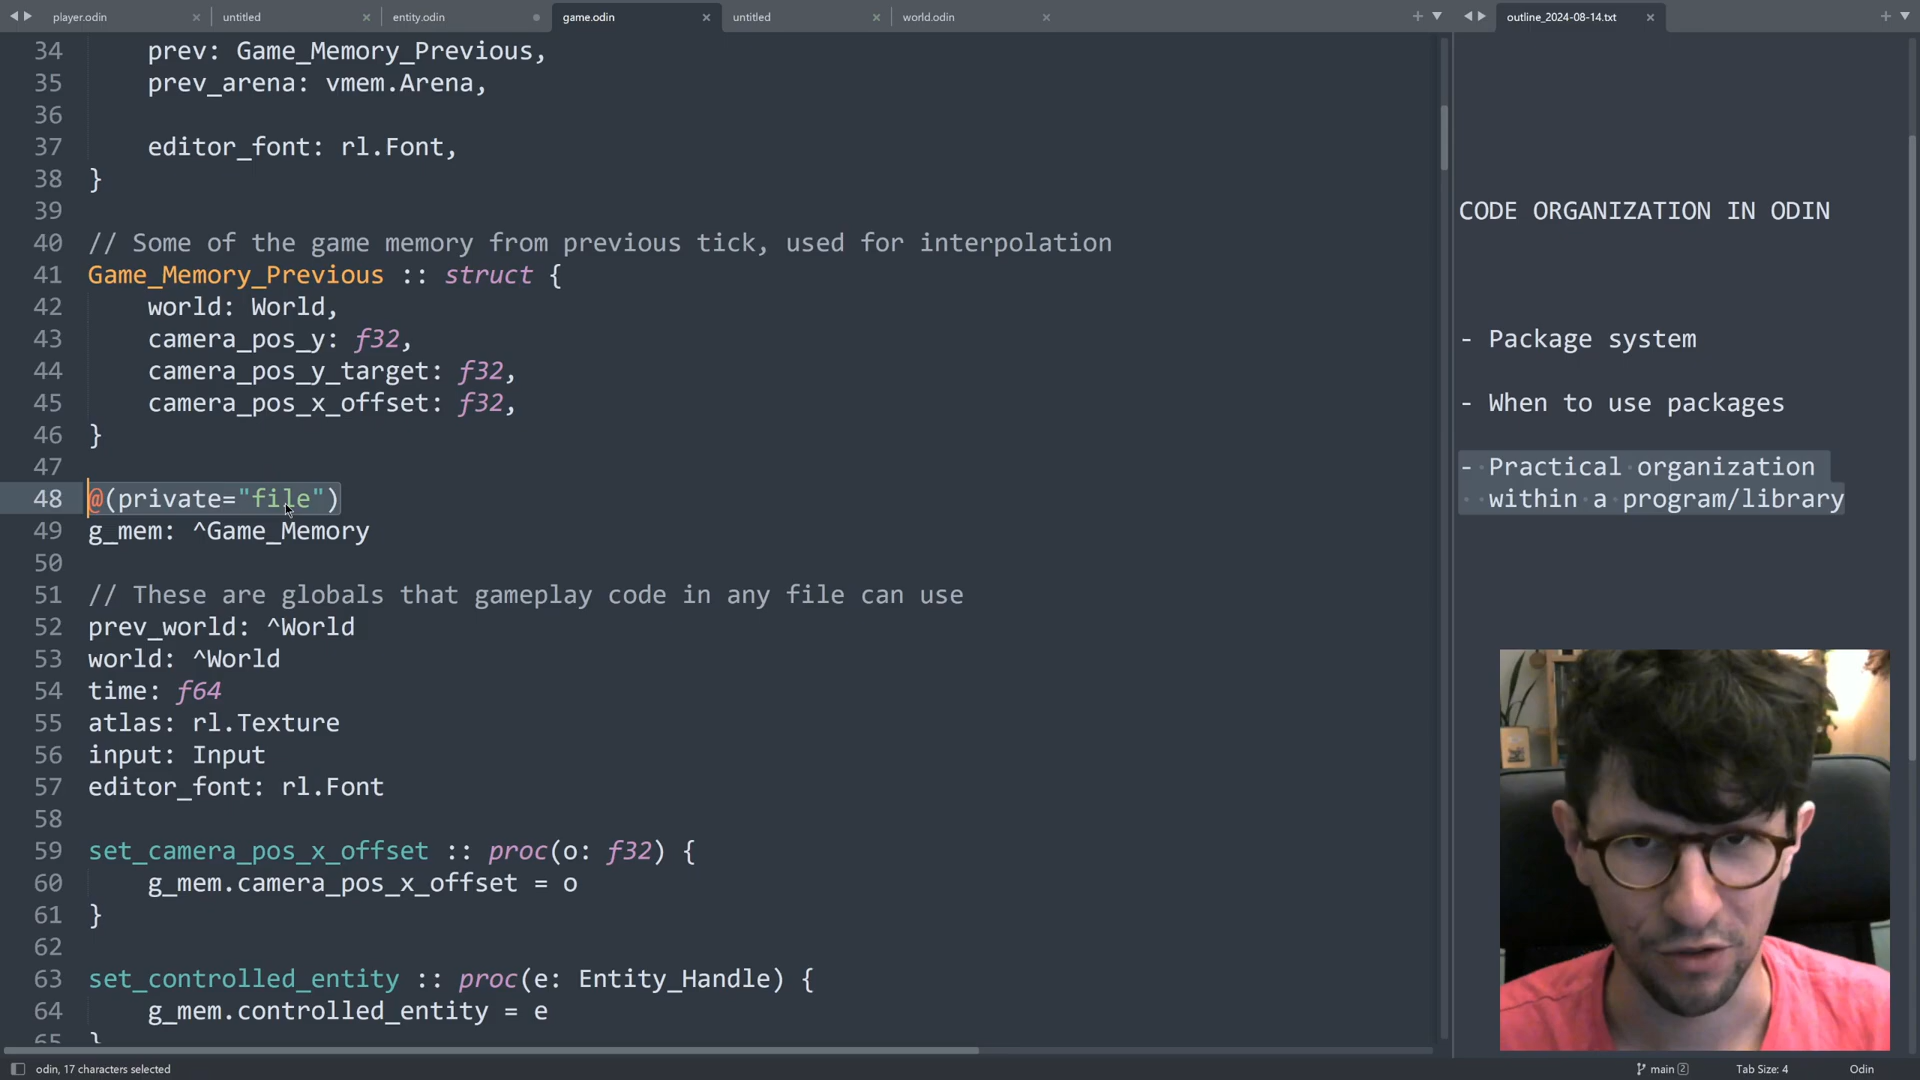 player.odin
untitled
entity.odin
game.odin
untitled
world.odin
outline_2024-08-14.txt
34 prev: Game_Memory_Previous,
35 prev_arena: vmem.Arena,
36
37 editor_font: rl.Font,
38 }
39
40 // Some of the game memory from previous tick, used for interpolation
41 Game_Memory_Previous :: struct {
42 world: World,
43 camera_pos_y: f32,
44 camera_pos_y_target: f32,
45 camera_pos_x_offset: f32,
46 }
47
48 @(private="file")
49 g_mem: ^Game_Memory
50
51 // These are globals that gameplay code in any file can use
52 prev_world: ^World
53 world: ^World
54 time: f64
55 atlas: rl.Texture
56 input: Input
57 editor_font: rl.Font
58
59 set_camera_pos_x_offset :: proc(o: f32) {
60 g_mem.camera_pos_x_offset = o
61 }
62
63 set_controlled_entity :: proc(e: Entity_Handle) {
64 g_mem.controlled_entity = e
65 }
CODE ORGANIZATION IN ODIN
- Package system
- When to use packages
- Practical organization
within a program/library
odin, 17 characters selected
main 2
Tab Size: 4
Odin